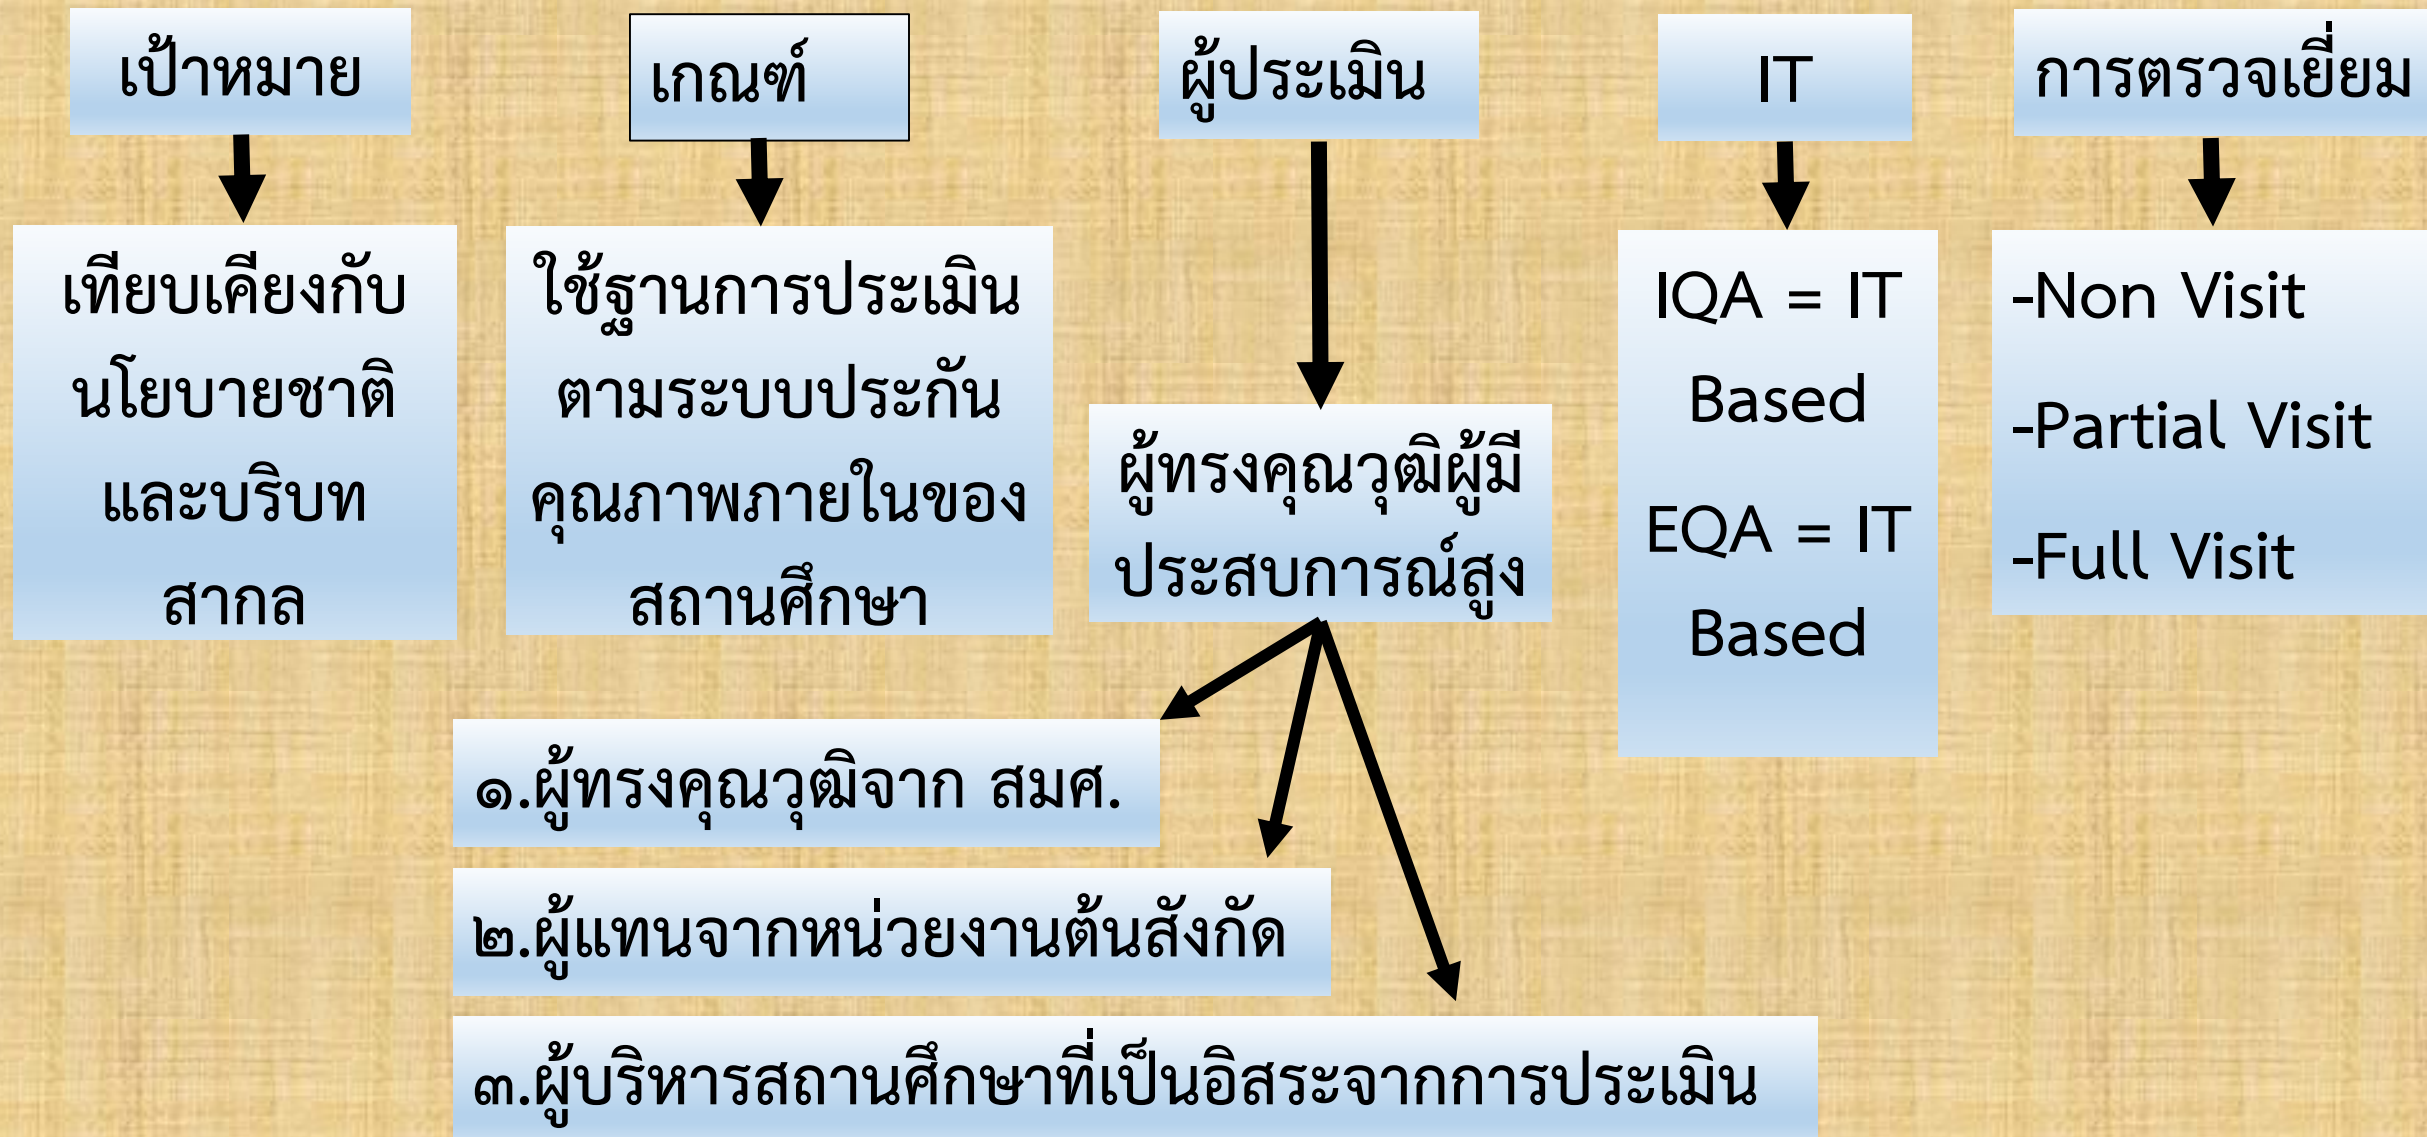 เป้าหมาย
เกณฑ์
ผู้ประเมิน
IT
การตรวจเยี่ยม
เทียบเคียงกับ
นโยบายชาติ
และบริบท
สากล
ใช้ฐานการประเมิน
ตามระบบประกัน
คุณภาพภายในของ
สถานศึกษา
ผู้ทรงคุณวุฒิผู้มี
ประสบการณ์สูง
IQA = IT
Based
EQA = IT
Based
-Non Visit
-Partial Visit
-Full Visit
๑.ผู้ทรงคุณวุฒิจาก สมศ.
๒.ผู้แทนจากหน่วยงานต้นสังกัด
๓.ผู้บริหารสถานศึกษาที่เป็นอิสระจากการประเมิน